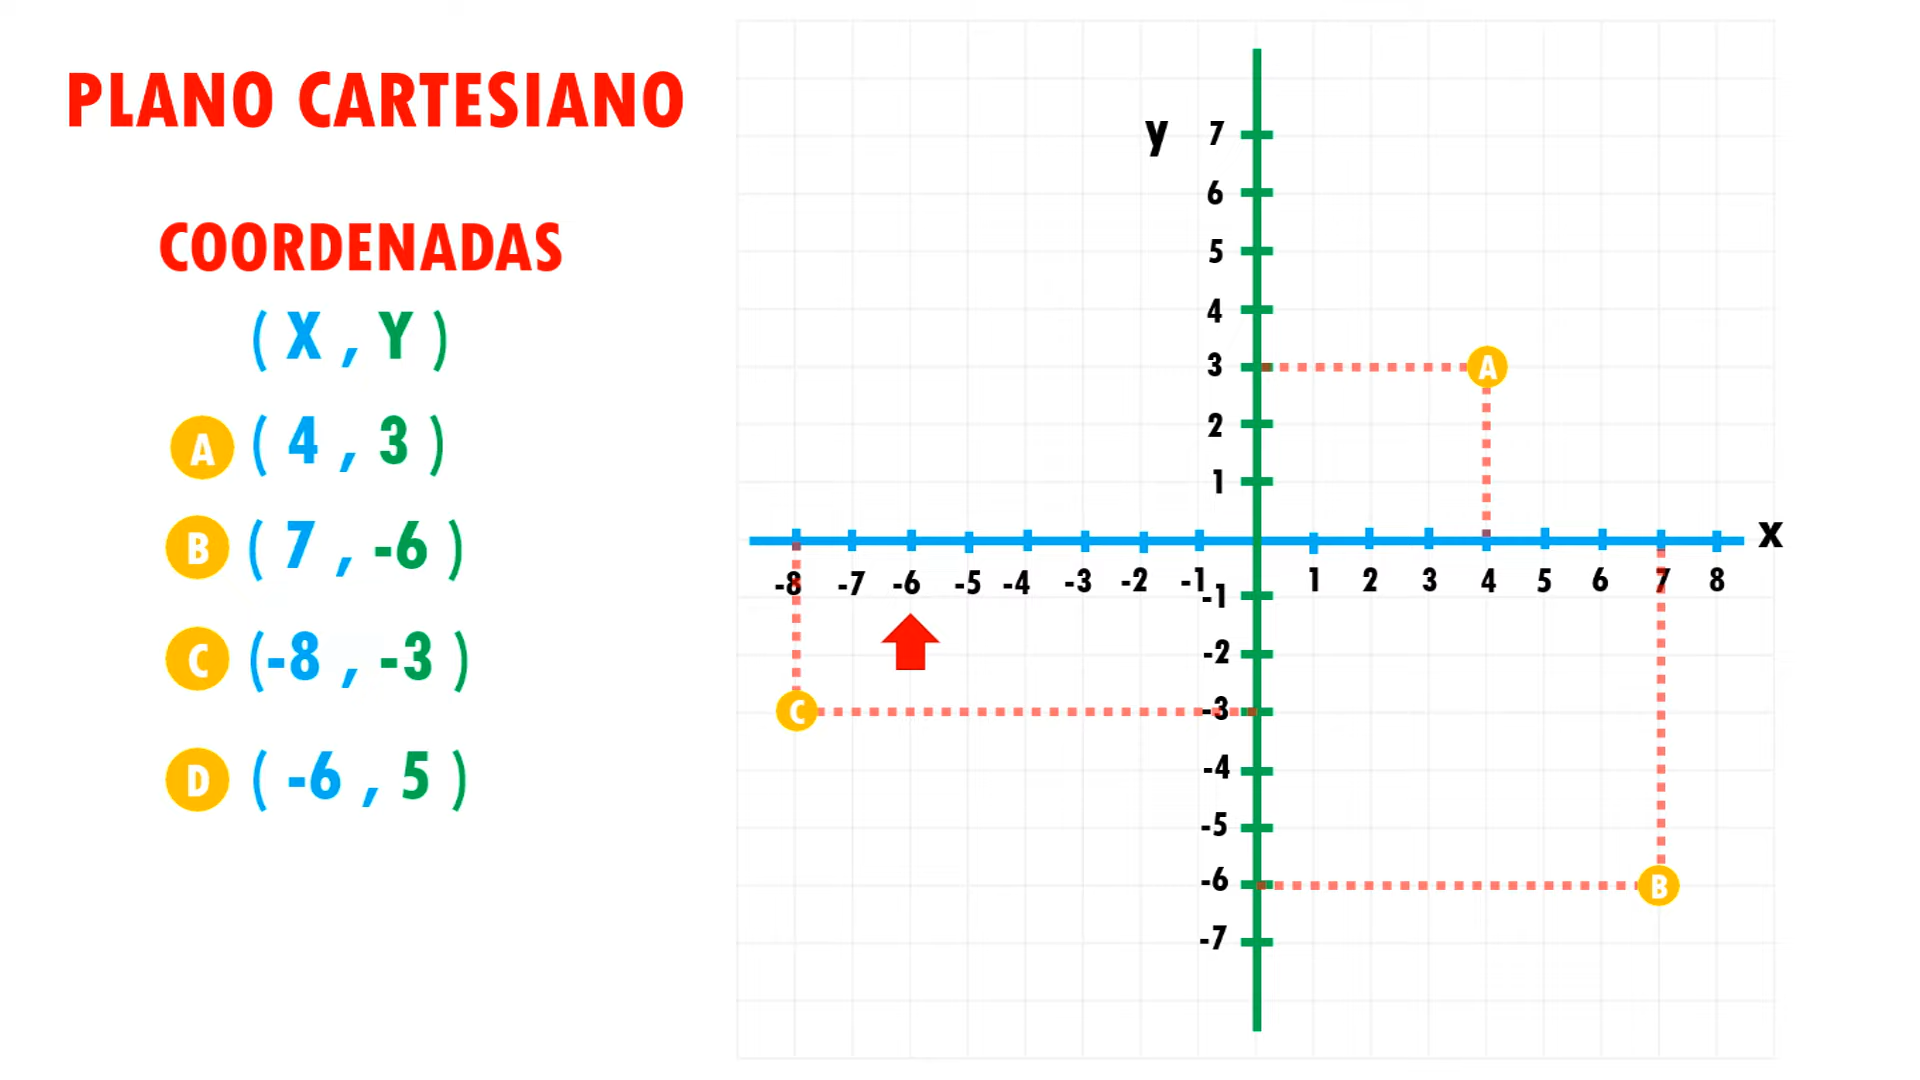 PLANO CARTESIANO
COORDENADAS
( X , Y )
A ( 4 , 3 )
B ( 7 , -6 )
C (-8 , -3 )
D ( -6 , 5 )
y 7
6
5
4
3 A
2
1
x
-8 -7 -6 -5 -4 -3 -2 -1 1 2 3 4 5 6 7 8
-1
-2
C -3
-4
-5
-6 B
-7